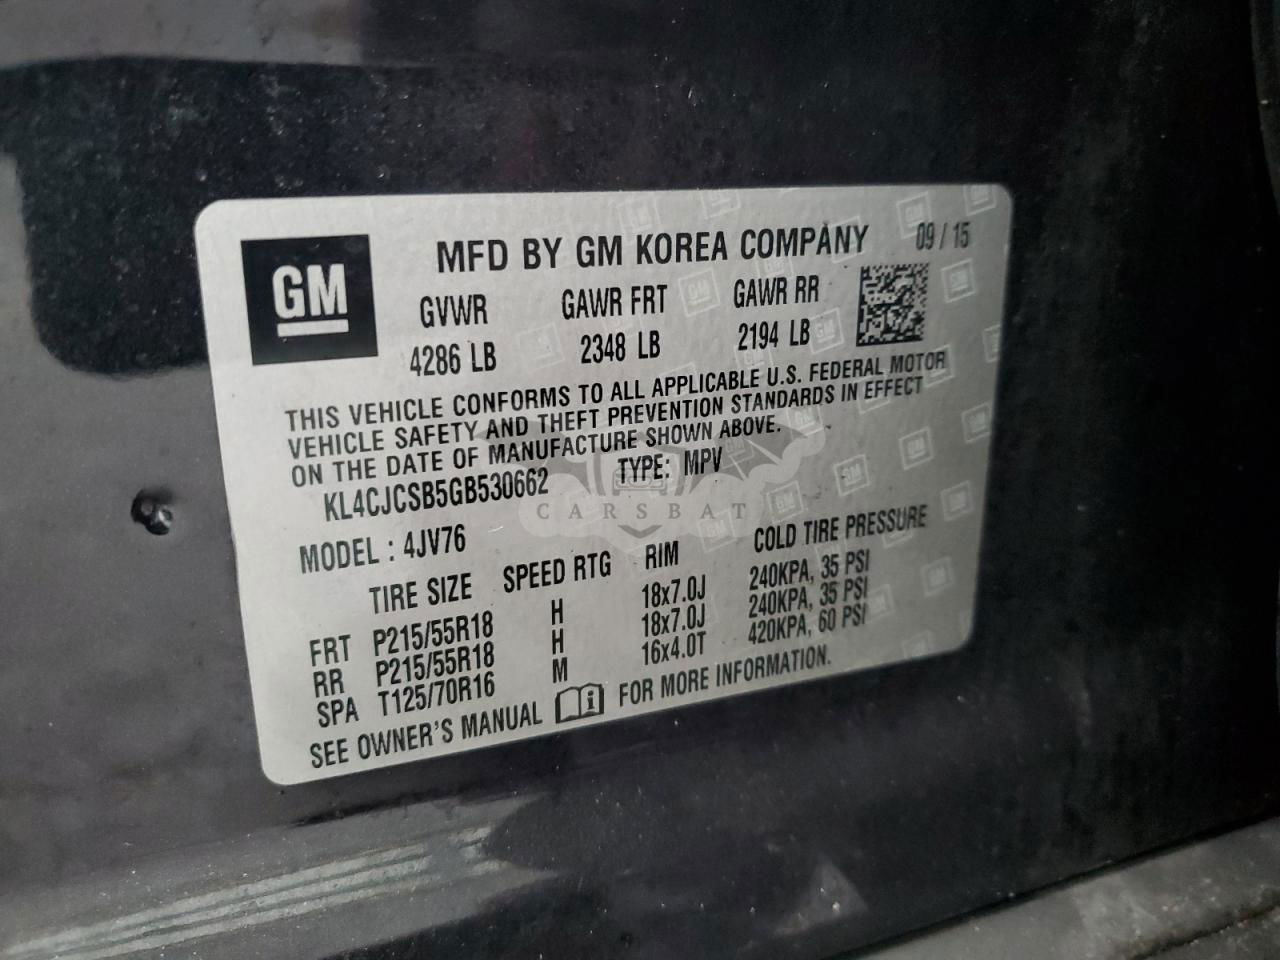 GM
MFD BY GM KOREA COMPANY 09 / 15
GVWR GAWR FRT GAWR RR
4286 LB 2348 LB 2194 LB
THIS VEHICLE CONFORMS TO ALL APPLICABLE U.S. FEDERAL MOTOR
VEHICLE SAFETY AND THEFT PREVENTION STANDARDS IN EFFECT
ON THE DATE OF MANUFACTURE SHOWN ABOVE.
KL4CJCSB5GB530662 TYPE: MPV
CARSBAT
MODEL : 4JV76
TIRE SIZE SPEED RTG RIM COLD TIRE PRESSURE
FRT P215/55R18 H 18x7.0J 240KPA, 35 PSI
RR P215/55R18 H 18x7.0J 240KPA, 35 PSI
SPA T125/70R16 M 16x4.0T 420KPA, 60 PSI
SEE OWNER'S MANUAL i FOR MORE INFORMATION.